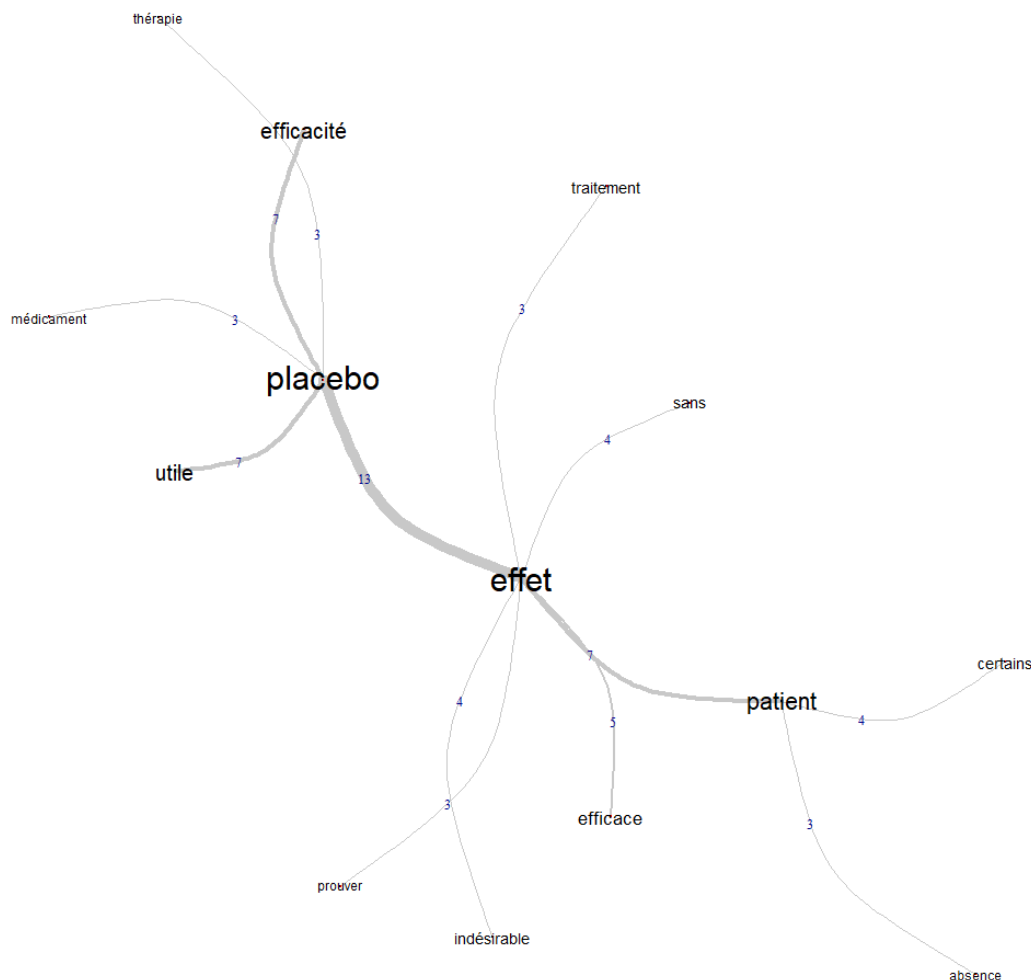 thérapie
efficacité
traitement
7
3
3
médicament
3
placebo
sans
4
utile
7
13
effet
7
certains
patient
4
4
5
3
efficace
3
prouver
indésirable
absence